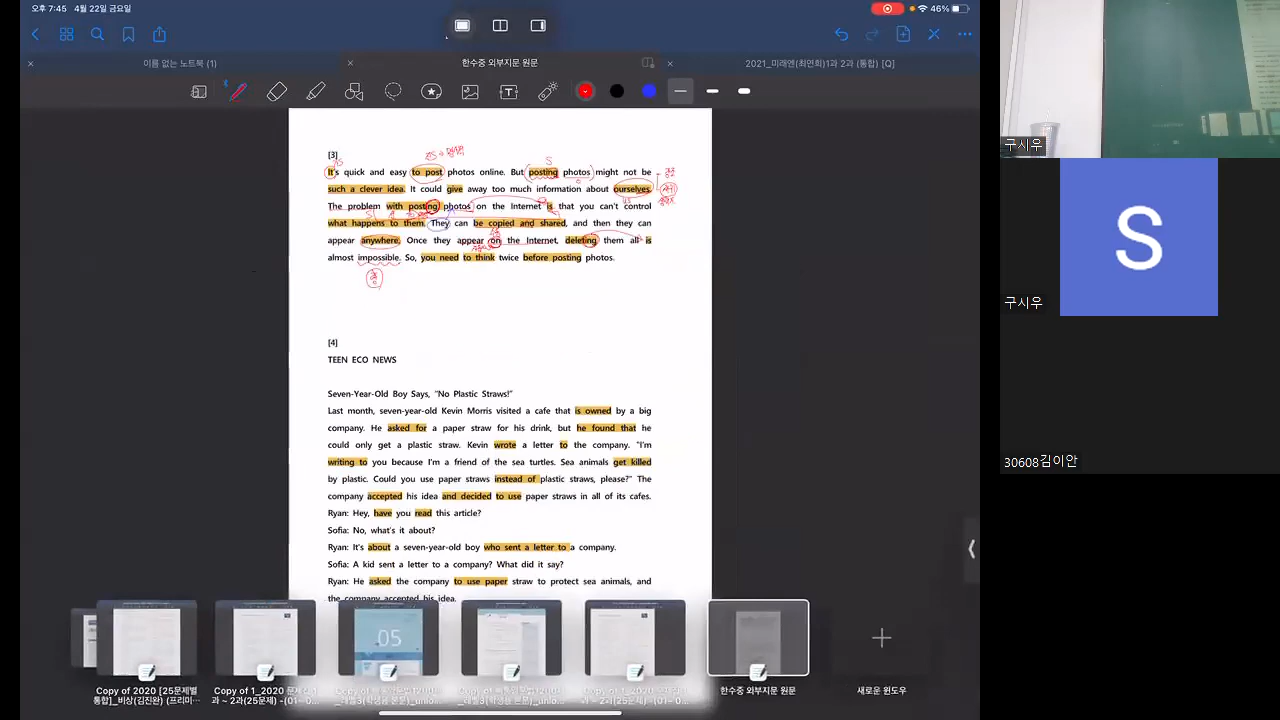 오후 7:45 4월 22일 금요일
46%
이름 없는 노트북 (1)
한수중 외부지문 원문
2021_미래엔(최연희)1과 2과 (통합) [Q]
[3]
It's quick and easy to post photos online. But posting photos might not be
such a clever idea. It could give away too much information about ourselves.
The problem with posting photos on the Internet is that you can't control
what happens to them. They can be copied and shared, and then they can
appear anywhere. Once they appear on the Internet, deleting them all is
almost impossible. So, you need to think twice before posting photos.
[4]
TEEN ECO NEWS
Seven-Year-Old Boy Says, "No Plastic Straws!"
Last month, seven-year-old Kevin Morris visited a cafe that is owned by a big
company. He asked for a paper straw for his drink, but he found that he
could only get a plastic straw. Kevin wrote a letter to the company. "I'm
writing to you because I'm a friend of the sea turtles. Sea animals get killed
by plastic. Could you use paper straws instead of plastic straws, please?" The
company accepted his idea and decided to use paper straws in all of its cafes.
Ryan: Hey, have you read this article?
Sofia: No, what's it about?
Ryan: It's about a seven-year-old boy who sent a letter to a company.
Sofia: A kid sent a letter to a company? What did it say?
Ryan: He asked the company to use paper straw to protect sea animals, and
the company accepted his idea.
05
Copy of 2020 [25문제별
통합]_비상(김진완) (프리미…
Copy of 1_2020
과 ~ 2과(25문제) -(01~0…
한수중 외부지문 원문
새로운 윈도우
구시우
S
구시우
30608김이안